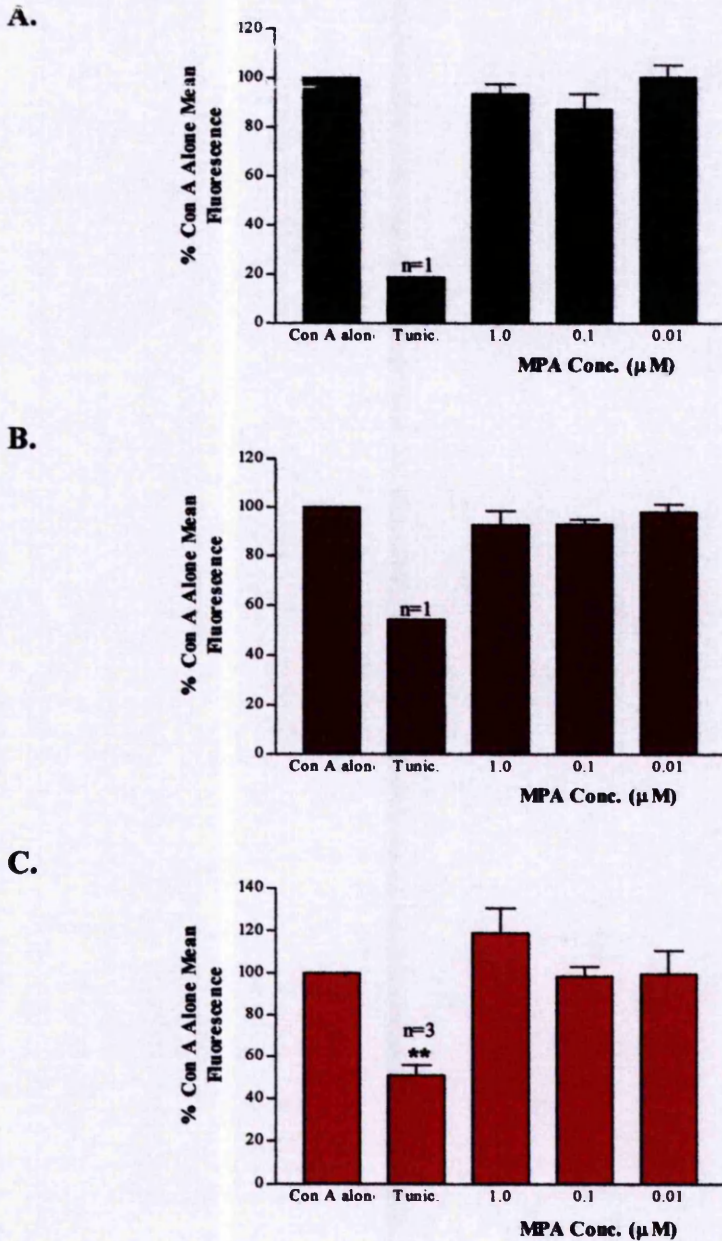 A.
120
100
80
60
40
20
0
% Con A Alone Mean
Fluorescence
n=1
Con A alon
Tunic.
1.0
0.1
0.01
MPA Conc. (μM)
B.
120
100
80
60
40
20
0
% Con A Alone Mean
Fluorescence
n=1
Con A alon
Tunic.
1.0
0.1
0.01
MPA Conc. (μM)
C.
140
120
100
80
60
40
20
0
% Con A Alone Mean
Fluorescence
n=3
**
Con A alon
Tunic.
1.0
0.1
0.01
MPA Conc. (μM)